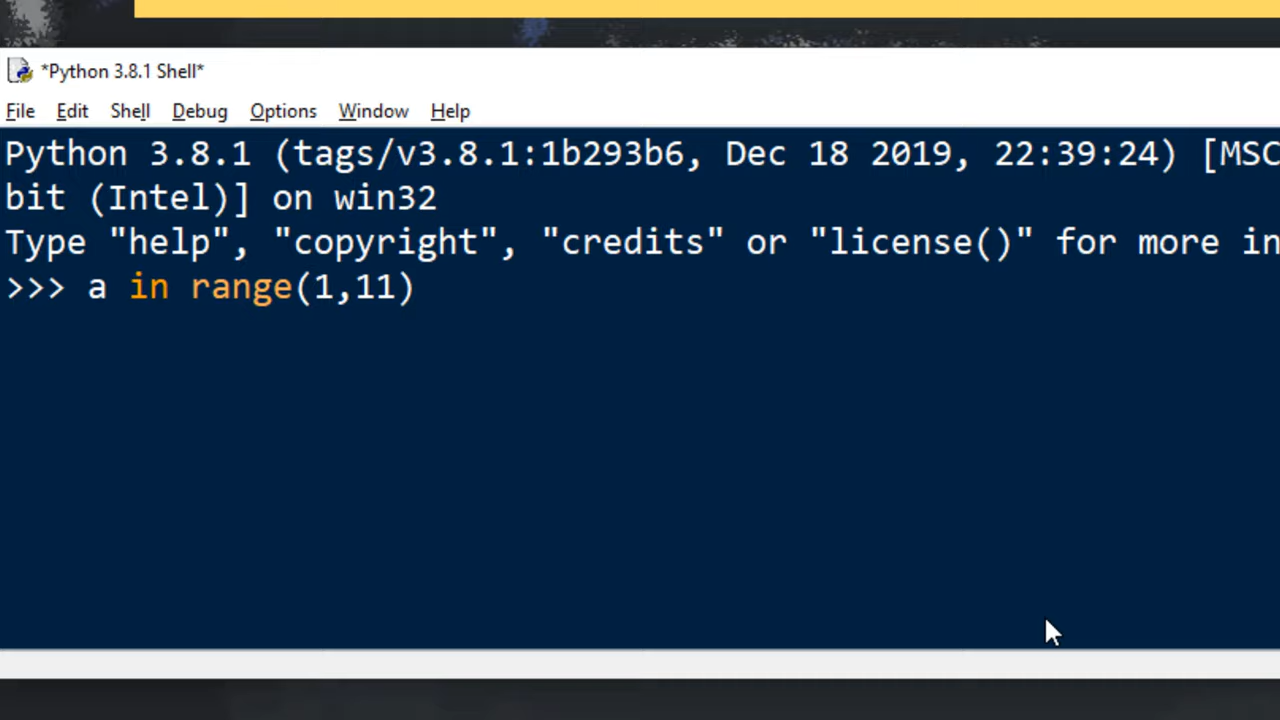 *Python 3.8.1 Shell*
File Edit Shell Debug Options Window Help
Python 3.8.1 (tags/v3.8.1:1b293b6, Dec 18 2019, 22:39:24) [MSC
bit (Intel)] on win32
Type "help", "copyright", "credits" or "license()" for more in
>>> a in range(1,11)